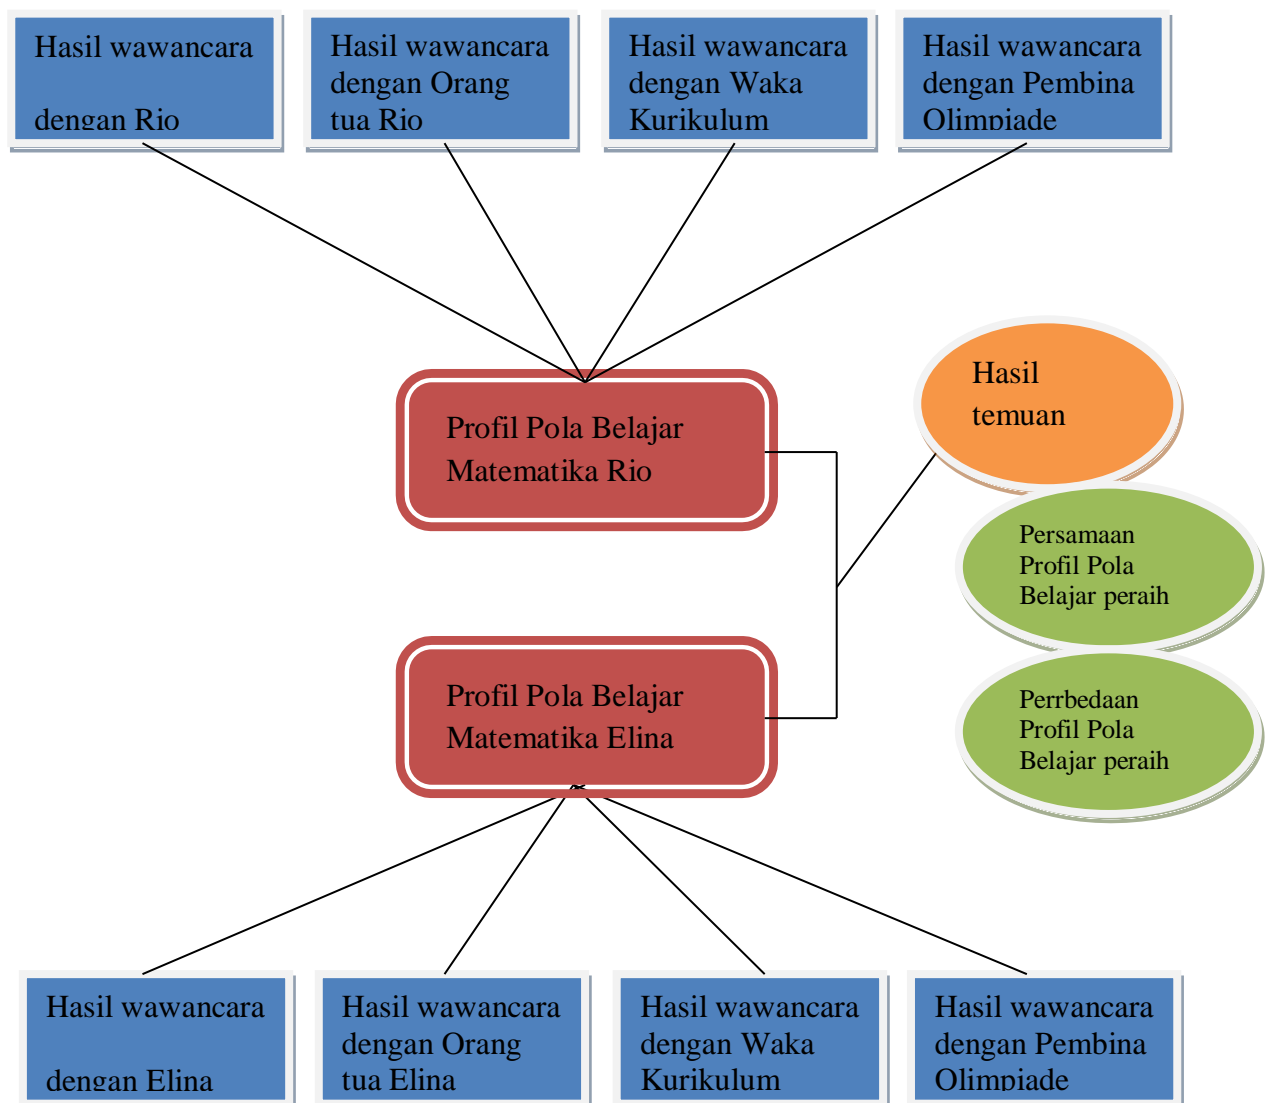 Hasil wawancara
dengan Rio
Hasil wawancara
dengan Orang
tua Rio
Hasil wawancara
dengan Waka
Kurikulum
Hasil wawancara
dengan Pembina
Olimpiade
Hasil
temuan
Profil Pola Belajar
Matematika Rio
Persamaan
Profil Pola
Belajar peraih
Profil Pola Belajar
Matematika Elina
Perrbedaan
Profil Pola
Belajar peraih
Hasil wawancara
dengan Elina
Hasil wawancara
dengan Orang
tua Elina
Hasil wawancara
dengan Waka
Kurikulum
Hasil wawancara
dengan Pembina
Olimpiade